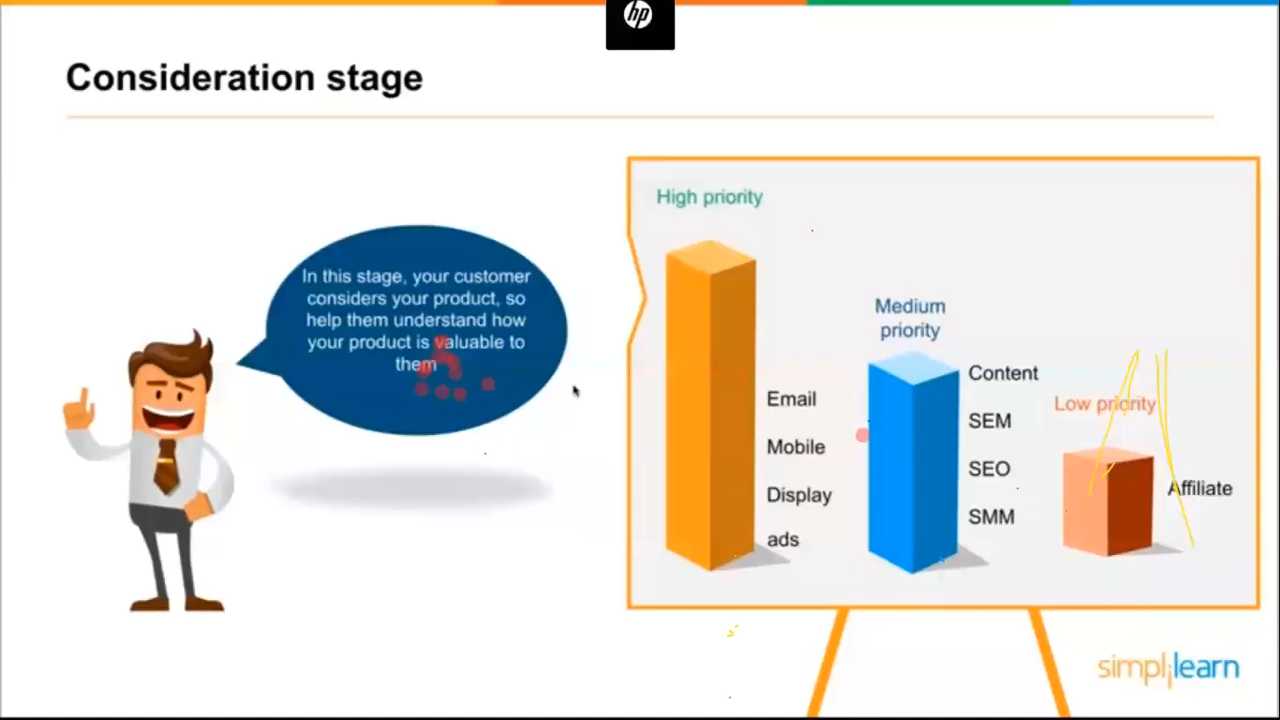 hp
Consideration stage
In this stage, your customer
considers your product, so
help them understand how
your product is valuable to
them
High priority
Email
Mobile
Display
ads
Medium
priority
Content
SEM
SEO
SMM
Low priority
Affiliate
simplilearn